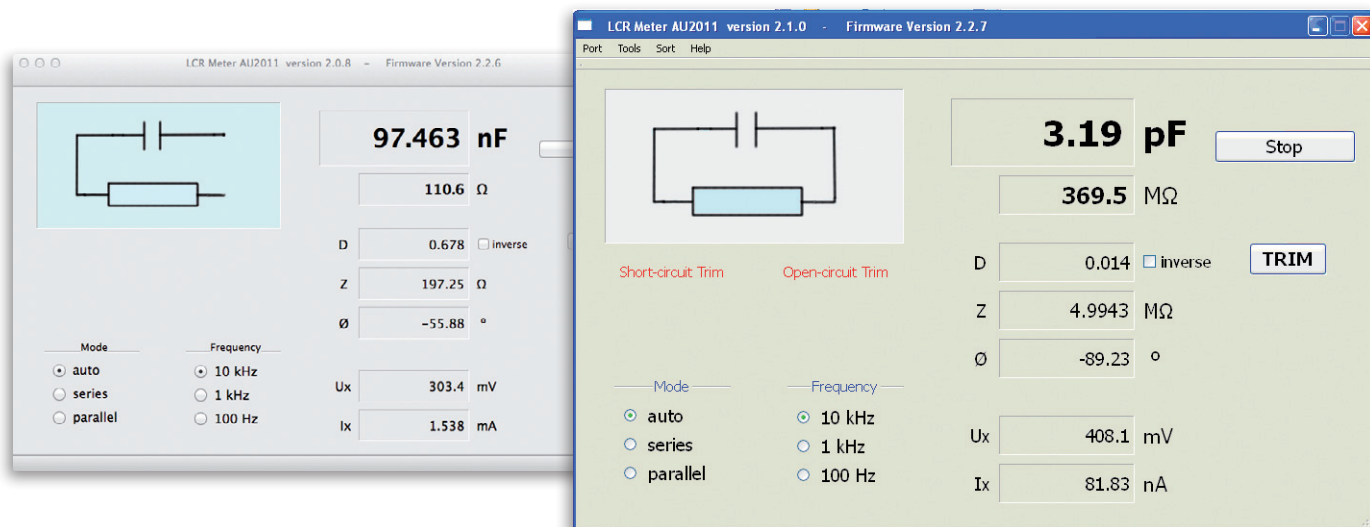 LCR Meter AU2011 version 2.0.8 – Firmware Version 2.2.6
97.463 nF
110.6 Ω
D 0.678 inverse
Z 197.25 Ω
Ø -55.88 º
Mode
auto
series
parallel
Frequency
10 kHz
1 kHz
100 Hz
Ux 303.4 mV
Ix 1.538 mA
LCR Meter AU2011 version 2.1.0 - Firmware Version 2.2.7
Port Tools Sort Help
3.19 pF Stop
369.5 MΩ
Short-circuit Trim Open-circuit Trim
D 0.014 inverse TRIM
Z 4.9943 MΩ
Ø -89.23 º
Mode
auto
series
parallel
Frequency
10 kHz
1 kHz
100 Hz
Ux 408.1 mV
Ix 81.83 nA